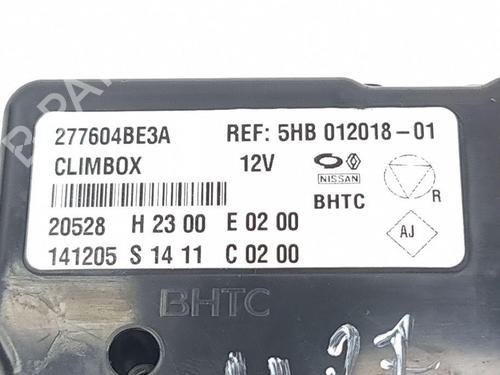 277604BE3A REF: 5HB 012018-01
CLIMBOX 12V
NISSAN
BHTC R
20528 H 23 00 E 02 00 AJ
141205 S 14 11 C 02 00
BHTC